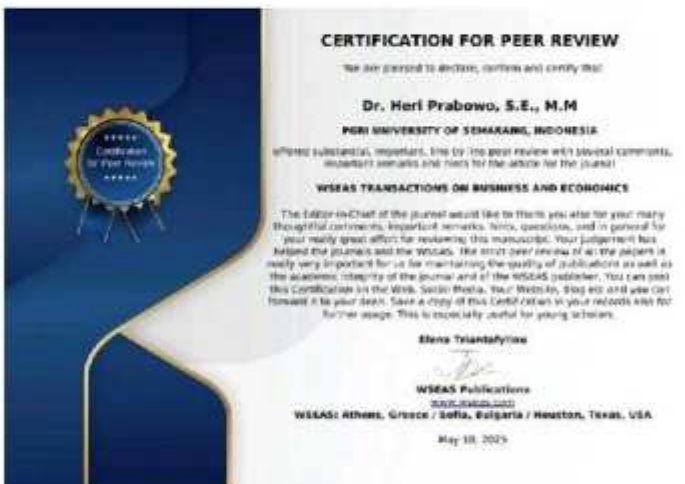 CERTIFICATION FOR PEER REVIEW
We are pleased to declare, confirm and certify that
Dr. Heri Prabowo, S.E., M.M
PGRI UNIVERSITY OF SEMARANG, INDONESIA
offered substantial, important, line by line peer review with several comments,
important remarks and hints for the article for the journal
WSEAS TRANSACTIONS ON BUSINESS AND ECONOMICS
The Editor-in-Chief of the journal would like to thank you also for your many
thoughtful comments, important remarks, hints, questions, and in general for
your really great effort for reviewing this manuscript. Your judgement has
helped the journals and the WSEAS. The strict peer review of all the papers is
really very important for us for maintaining the quality of publications as well as
the academic integrity of the journal and of the WSEAS publisher. You can post
this Certification on the Web, Social Media, Your Website, Blog etc and you can
forward it to your dean. Save a copy of this Certification in your records also for
further usage. This is especially useful for young scholars.
Certification
for Peer Review
Elena Triantafyllou
WSEAS Publications
www.wseas.com
WSEAS: Athens, Greece / Sofia, Bulgaria / Houston, Texas, USA
May 10, 2025